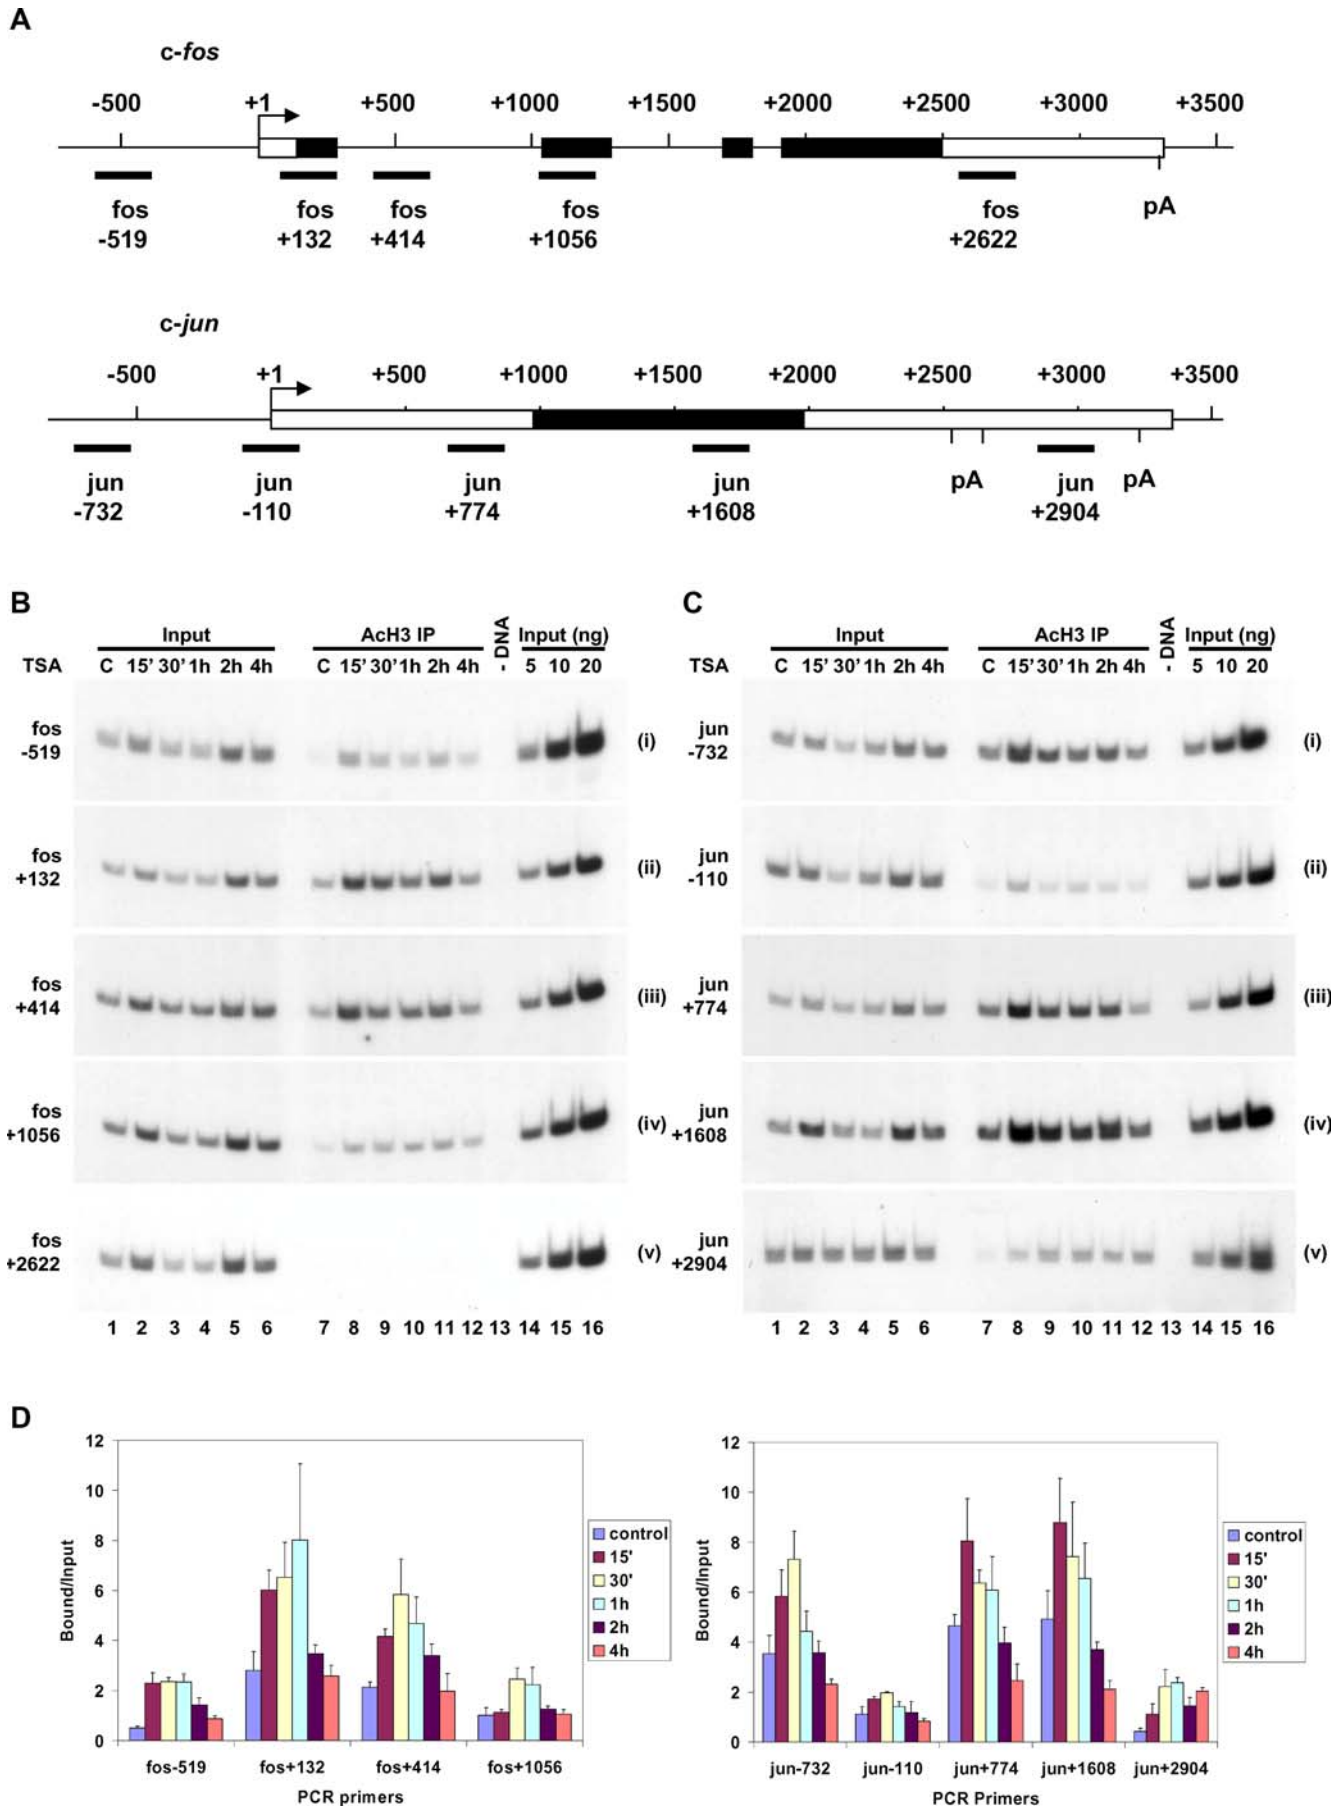 A
c-fos
-500 +1 +500 +1000 +1500 +2000 +2500 +3000 +3500
fos fos fos fos fos pA
-519 +132 +414 +1056 +2622
c-jun
-500 +1 +500 +1000 +1500 +2000 +2500 +3000 +3500
jun jun jun jun pA jun pA
-732 -110 +774 +1608 +2904
B
Input AcH3 IP - DNA Input (ng)
TSA C 15' 30' 1h 2h 4h C 15' 30' 1h 2h 4h 5 10 20
fos
-519 (i)
fos
+132 (ii)
fos
+414 (iii)
fos
+1056 (iv)
fos
+2622 (v)
1 2 3 4 5 6 7 8 9 10 11 12 13 14 15 16
C
Input AcH3 IP - DNA Input (ng)
TSA C 15' 30' 1h 2h 4h C 15' 30' 1h 2h 4h 5 10 20
jun
-732 (i)
jun
-110 (ii)
jun
+774 (iii)
jun
+1608 (iv)
jun
+2904 (v)
1 2 3 4 5 6 7 8 9 10 11 12 13 14 15 16
D
Bound/Input
12
10
8
6
4
2
0
fos-519 fos+132 fos+414 fos+1056
PCR primers
control
15'
30'
1h
2h
4h
Bound/Input
12
10
8
6
4
2
0
jun-732 jun-110 jun+774 jun+1608 jun+2904
PCR Primers
control
15'
30'
1h
2h
4h